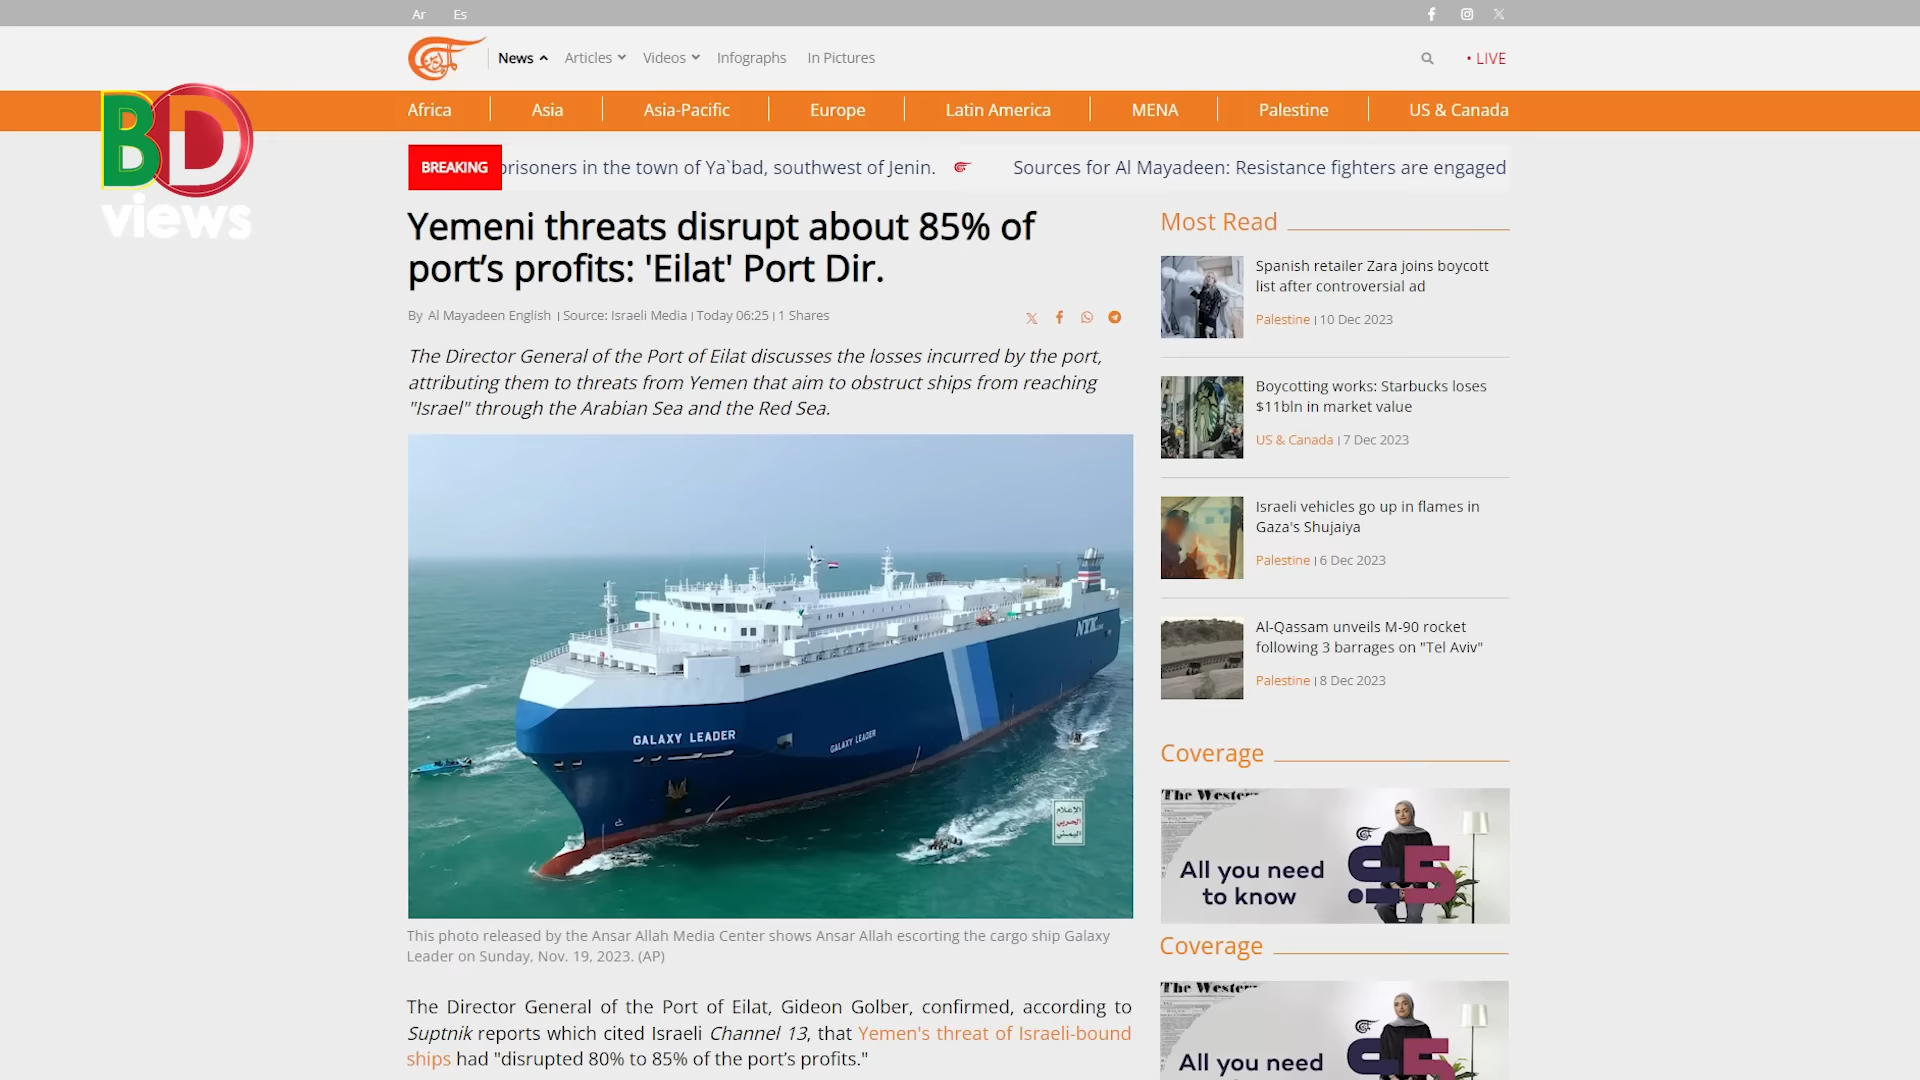 Ar Es
News Articles Videos Infographs In Pictures
• LIVE
BD
views
Africa Asia Asia-Pacific Europe Latin America MENA Palestine US & Canada
BREAKING prisoners in the town of Ya`bad, southwest of Jenin. Sources for Al Mayadeen: Resistance fighters are engaged
Yemeni threats disrupt about 85% of
port’s profits: 'Eilat' Port Dir.
By Al Mayadeen English | Source: Israeli Media | Today 06:25 | 1 Shares
The Director General of the Port of Eilat discusses the losses incurred by the port,
attributing them to threats from Yemen that aim to obstruct ships from reaching
"Israel" through the Arabian Sea and the Red Sea.
NYK
GALAXY LEADER
GALAXY LEADER
الإعلام
الحربي
اليمني
This photo released by the Ansar Allah Media Center shows Ansar Allah escorting the cargo ship Galaxy
Leader on Sunday, Nov. 19, 2023. (AP)
The Director General of the Port of Eilat, Gideon Golber, confirmed, according to
Suptnik reports which cited Israeli Channel 13, that Yemen's threat of Israeli-bound
ships had "disrupted 80% to 85% of the port’s profits."
Most Read
Spanish retailer Zara joins boycott
list after controversial ad
Palestine | 10 Dec 2023
Boycotting works: Starbucks loses
$11bln in market value
US & Canada | 7 Dec 2023
Israeli vehicles go up in flames in
Gaza's Shujaiya
Palestine | 6 Dec 2023
Al-Qassam unveils M-90 rocket
following 3 barrages on "Tel Aviv"
Palestine | 8 Dec 2023
Coverage
The Western
All you need
to know
Coverage
The Western
All you need